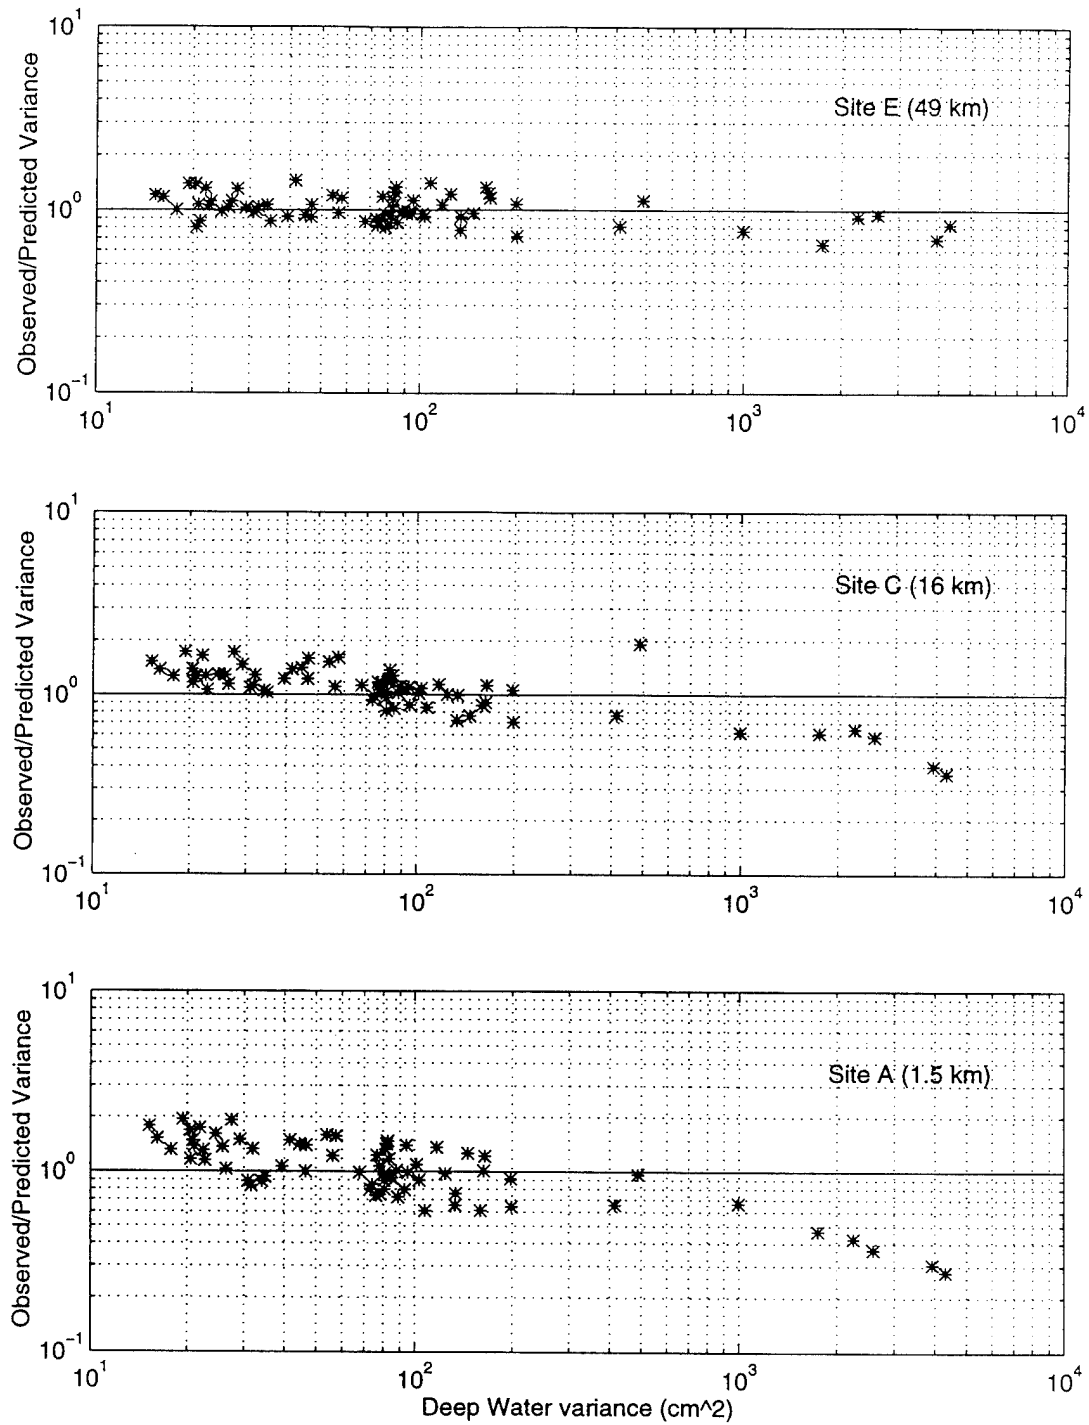 10^1
Observed/Predicted Variance
Site E (49 km)
10^0
10^-1
10^1 10^2 10^3 10^4
10^1
Observed/Predicted Variance
Site C (16 km)
10^0
10^-1
10^1 10^2 10^3 10^4
10^1
Observed/Predicted Variance
Site A (1.5 km)
10^0
10^-1
10^1 10^2 10^3 10^4
Deep Water variance (cm^2)